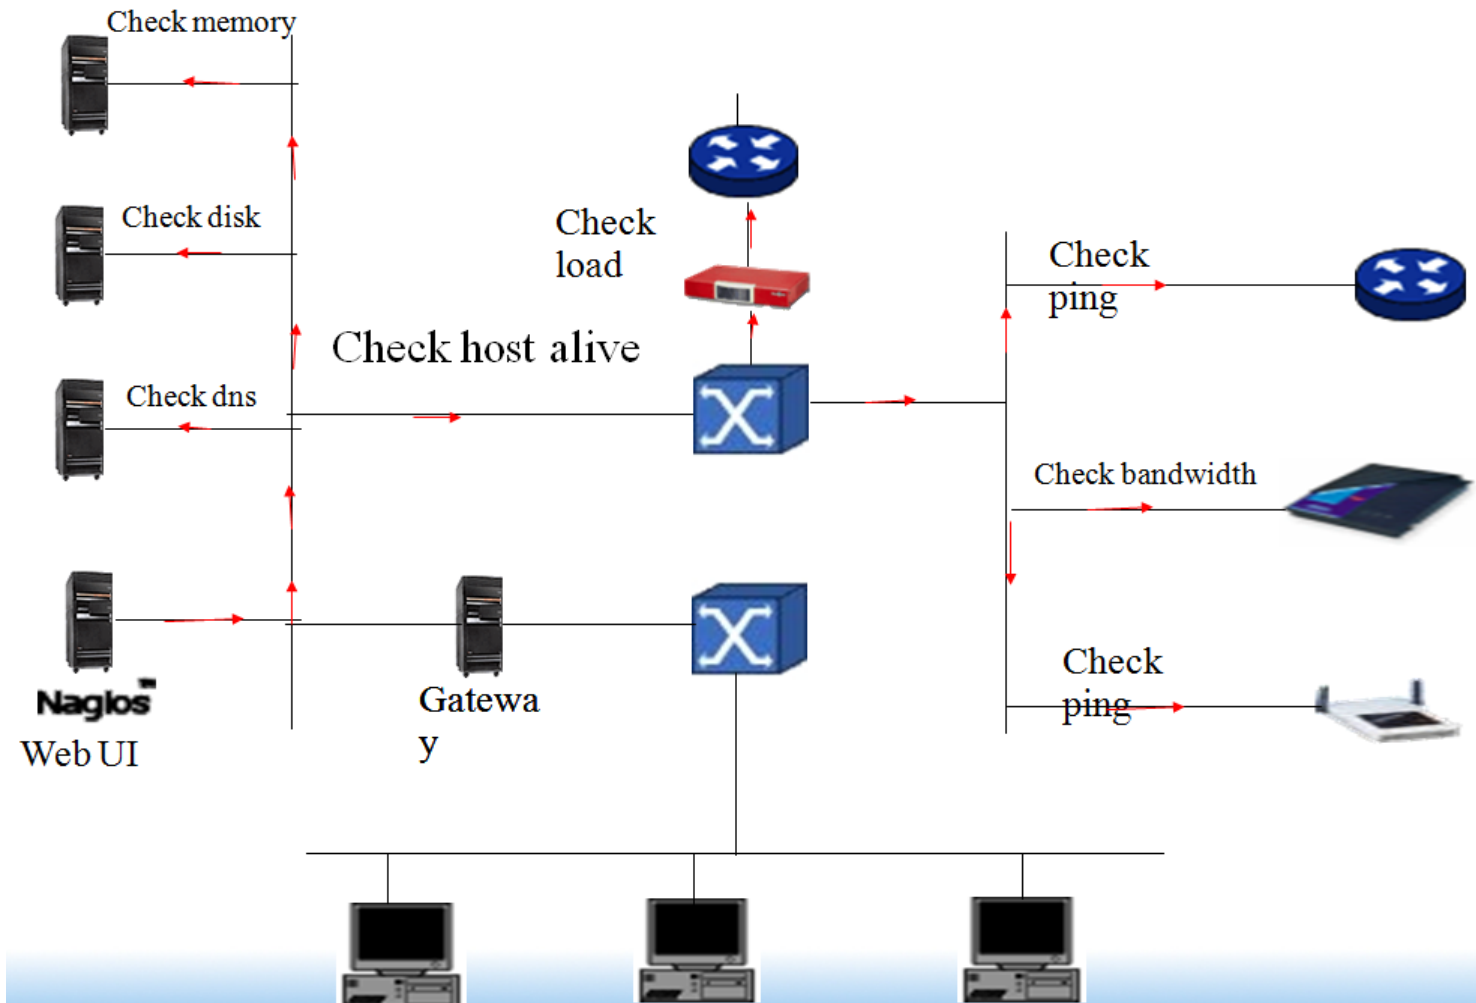 Check memory
Check disk
Check
load
Check
ping
Check host alive
Check dns
Check bandwidth
Check
ping
Nagios™
Web UI
Gatewa
y